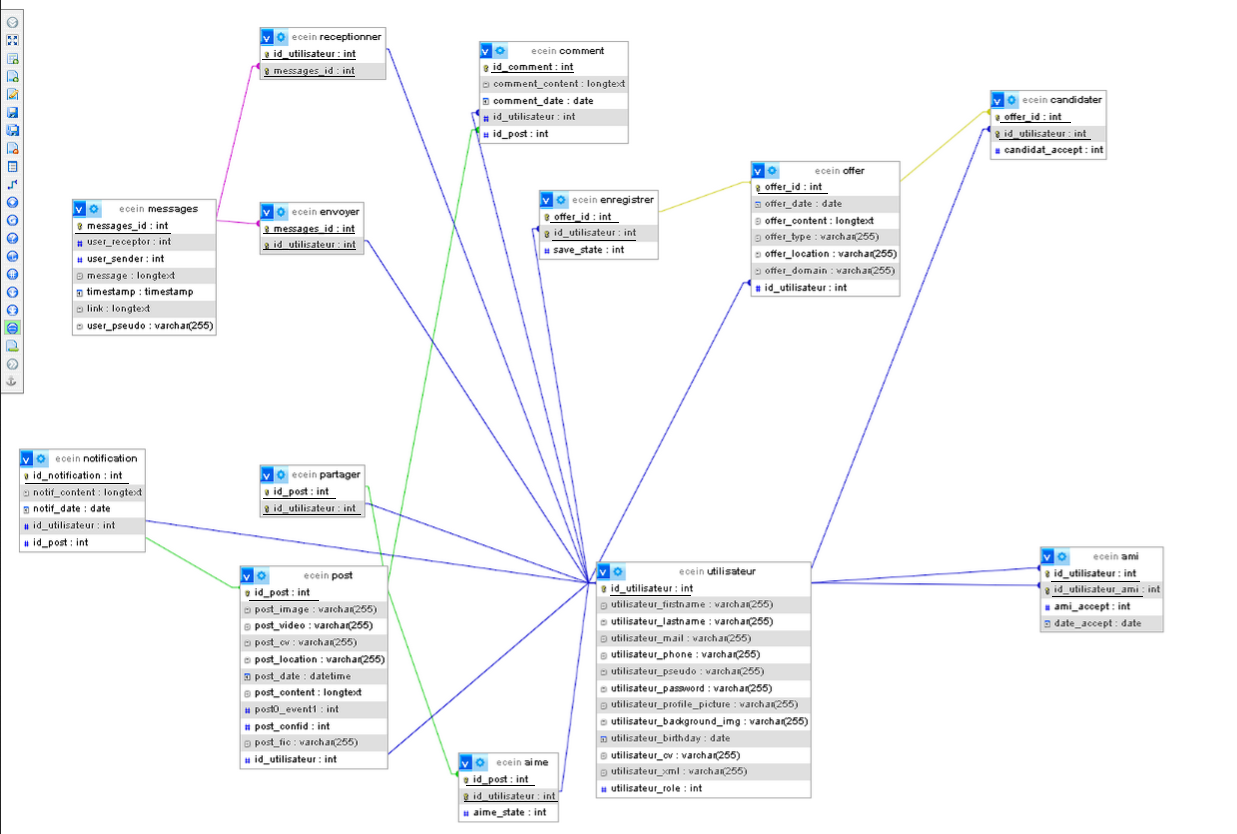 ecein receptionner
id_utilisateur : int
messages_id : int
ecein comment
id_comment : int
comment_content : longtext
comment_date : date
id_utilisateur : int
id_post : int
ecein candidater
offer_id : int
id_utilisateur : int
candidat_accept : int
ecein offer
offer_id : int
offer_date : date
offer_content : longtext
offer_type : varchar(255)
offer_location : varchar(255)
offer_domain : varchar(255)
id_utilisateur : int
ecein enregistrer
offer_id : int
id_utilisateur : int
save_state : int
ecein messages
messages_id : int
user_receptor : int
user_sender : int
message : longtext
timestamp : timestamp
link : longtext
user_pseudo : varchar(255)
ecein envoyer
messages_id : int
id_utilisateur : int
ecein notification
id_notification : int
notif_content : longtext
notif_date : date
id_utilisateur : int
id_post : int
ecein partager
id_post : int
id_utilisateur : int
ecein post
id_post : int
post_image : varchar(255)
post_video : varchar(255)
post_cv : varchar(255)
post_location : varchar(255)
post_date : datetime
post_content : longtext
post0_event1 : int
post_confid : int
post_fic : varchar(255)
id_utilisateur : int
ecein utilisateur
id_utilisateur : int
utilisateur_firstname : varchar(255)
utilisateur_lastname : varchar(255)
utilisateur_mail : varchar(255)
utilisateur_phone : varchar(255)
utilisateur_pseudo : varchar(255)
utilisateur_password : varchar(255)
utilisateur_profile_picture : varchar(255)
utilisateur_background_img : varchar(255)
utilisateur_birthday : date
utilisateur_cv : varchar(255)
utilisateur_xml : varchar(255)
utilisateur_role : int
ecein ami
id_utilisateur : int
id_utilisateur_ami : int
ami_accept : int
date_accept : date
ecein aime
id_post : int
id_utilisateur : int
aime_state : int